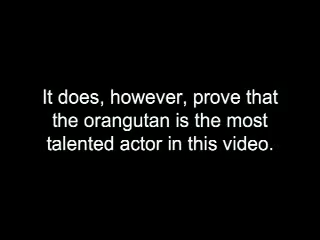 It does, however, prove that
the orangutan is the most
talented actor in this video.